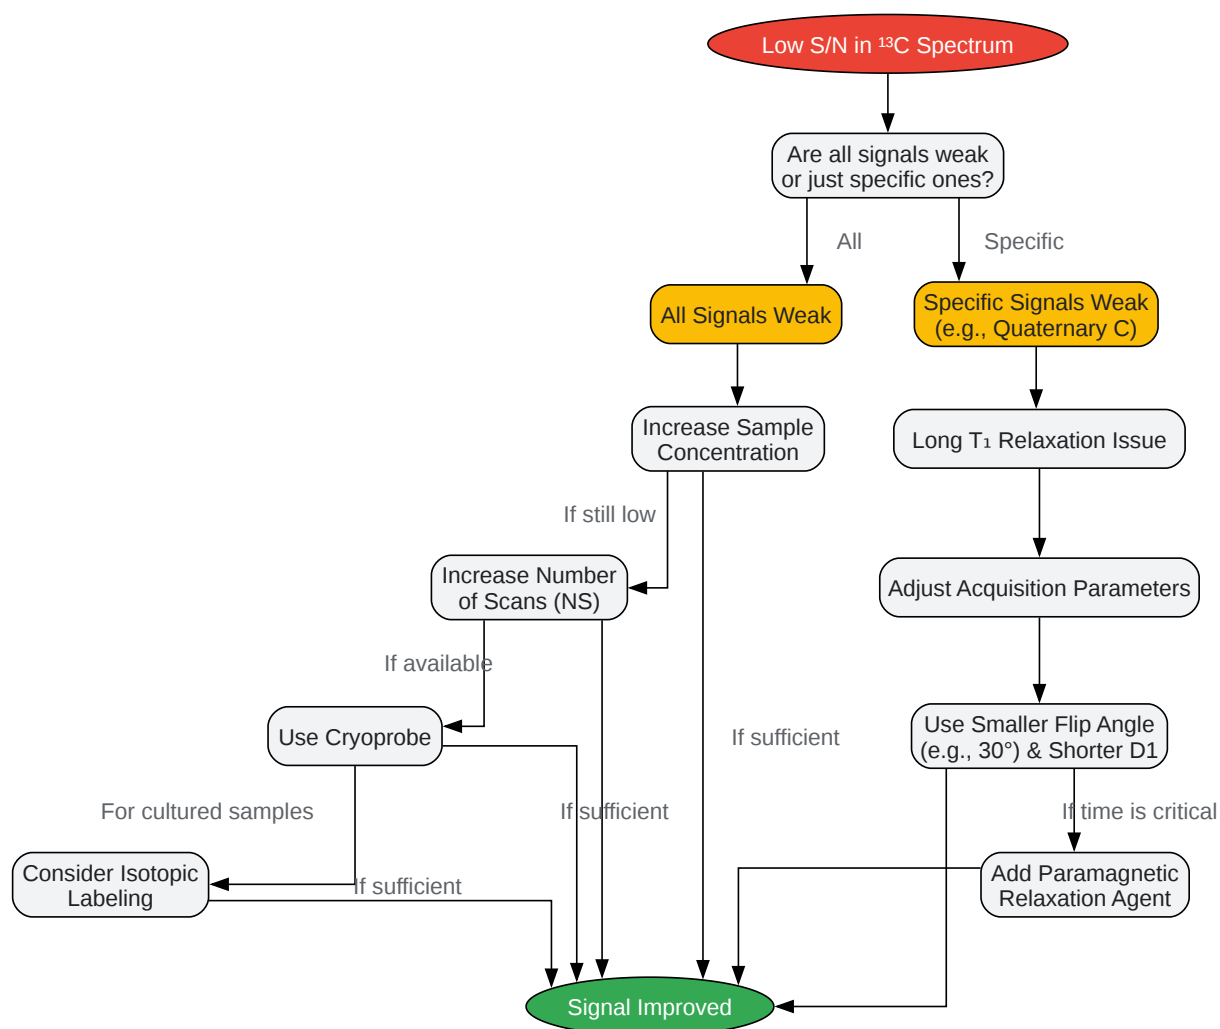 Low S/N in ¹³C Spectrum
Are all signals weak
or just specific ones?
All
Specific
All Signals Weak
Specific Signals Weak
(e.g., Quaternary C)
Increase Sample
Concentration
Long T₁ Relaxation Issue
If still low
Increase Number
of Scans (NS)
Adjust Acquisition Parameters
If available
Use Cryoprobe
If sufficient
Use Smaller Flip Angle
(e.g., 30°) & Shorter D1
For cultured samples
If sufficient
If time is critical
Consider Isotopic
Labeling
If sufficient
Add Paramagnetic
Relaxation Agent
Signal Improved